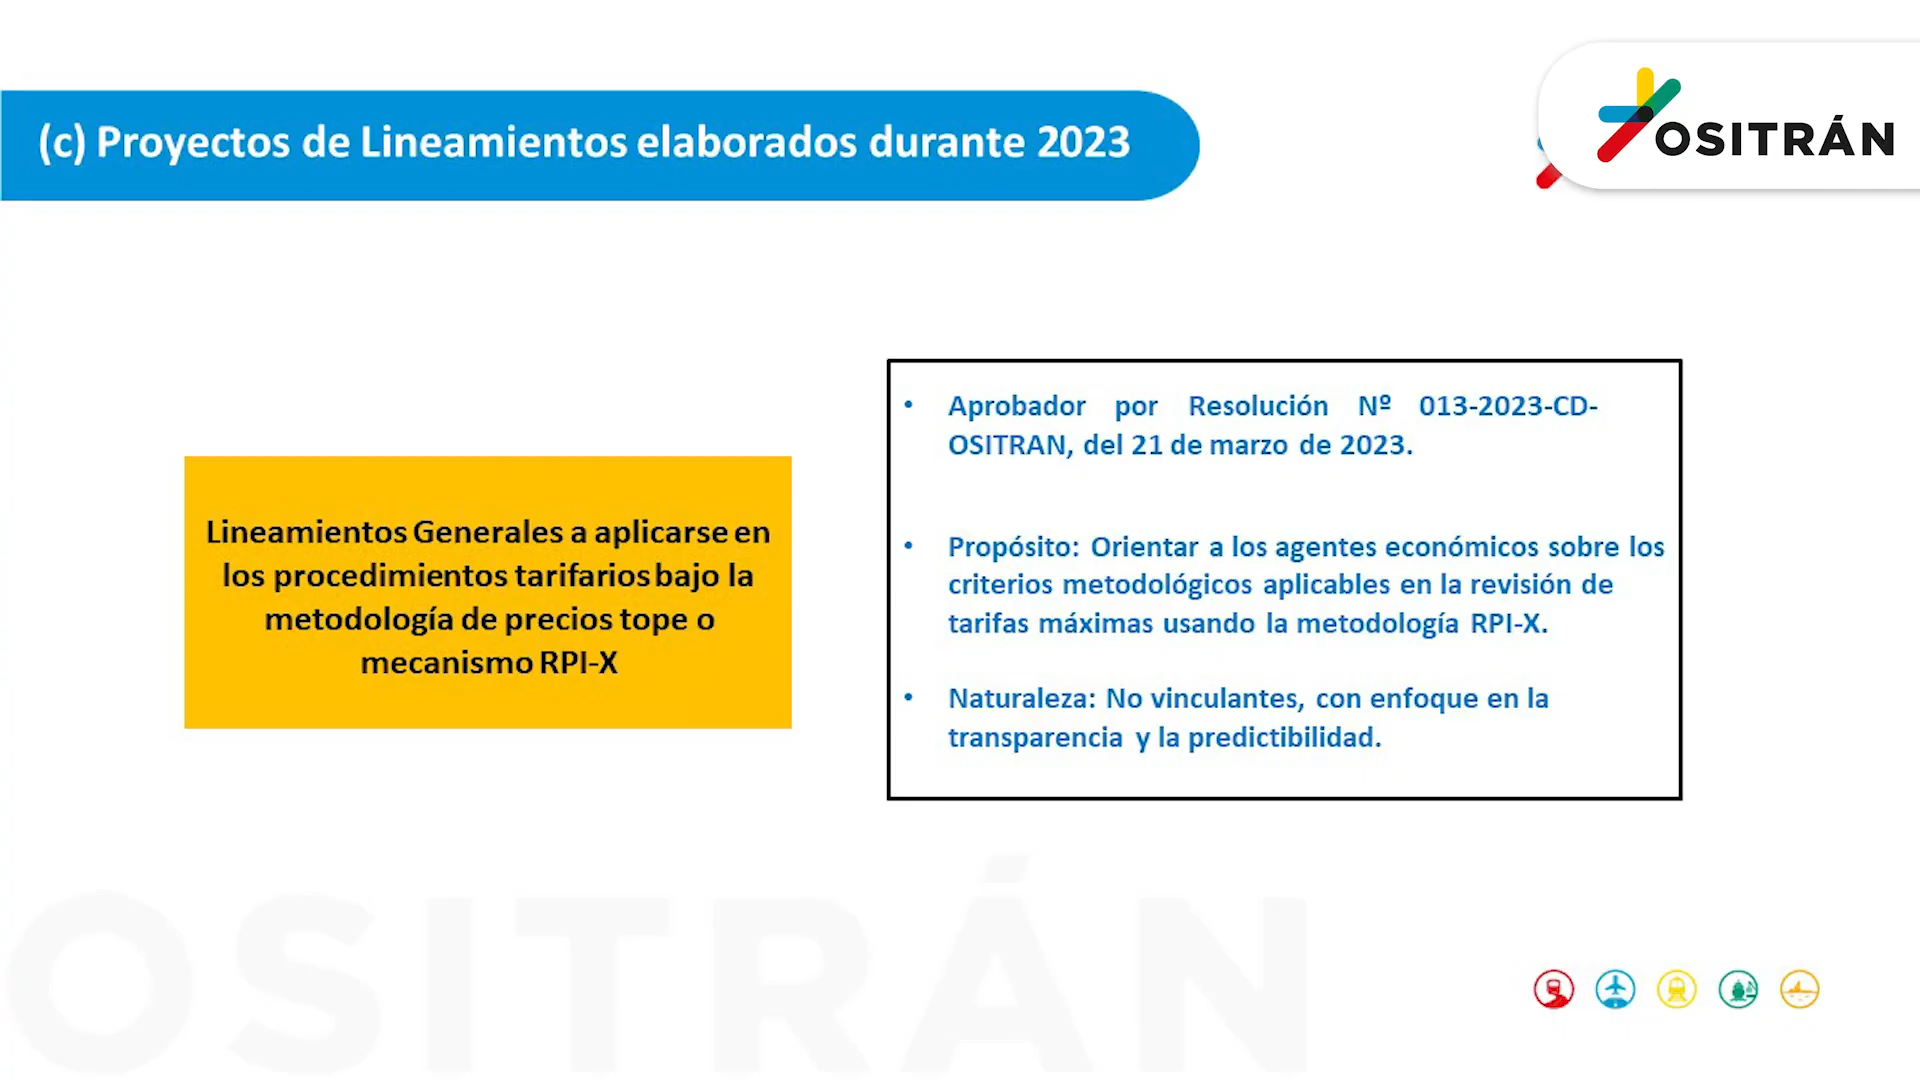 (c) Proyectos de Lineamientos elaborados durante 2023
OSITRÁN
Lineamientos Generales a aplicarse en
los procedimientos tarifarios bajo la
metodología de precios tope o
mecanismo RPI-X
• Aprobador por Resolución Nº 013-2023-CD-
OSITRAN, del 21 de marzo de 2023.
• Propósito: Orientar a los agentes económicos sobre los
criterios metodológicos aplicables en la revisión de
tarifas máximas usando la metodología RPI-X.
• Naturaleza: No vinculantes, con enfoque en la
transparencia y la predictibilidad.
OSITRÁN